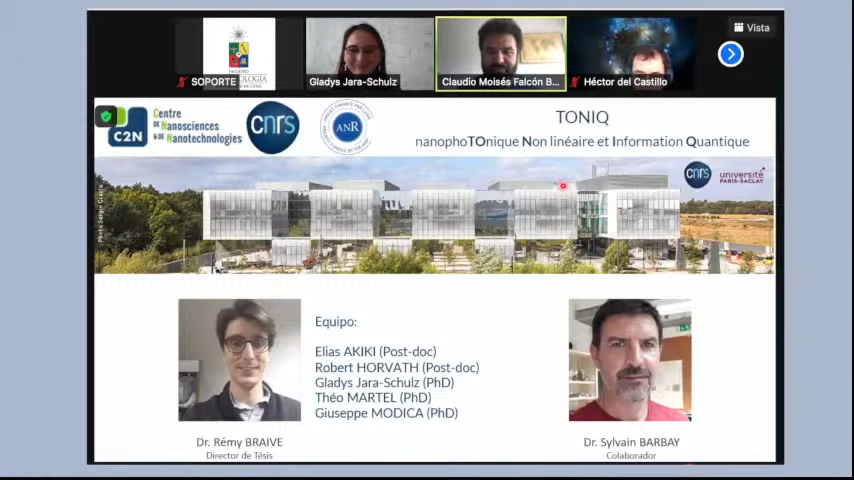 Vista
SOPORTE
Gladys Jara-Schulz
Claudio Moisés Falcón B...
Héctor del Castillo
C2N
Centre
de Nanosciences
& de Nanotechnologies
cnrs
ANR
TONIQ
nanophoTOnique Non linéaire et Information Quantique
cnrs
université
PARIS-SACLAY
Equipo:
Elias AKIKI (Post-doc)
Robert HORVATH (Post-doc)
Gladys Jara-Schulz (PhD)
Théo MARTEL (PhD)
Giuseppe MODICA (PhD)
Dr. Rémy BRAIVE
Director de Tésis
Dr. Sylvain BARBAY
Colaborador